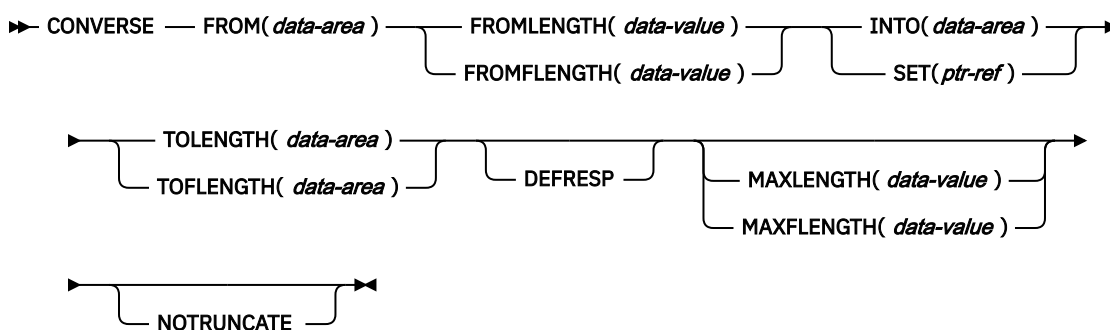 CONVERSE FROM(data-area) FROMLENGTH( data-value ) INTO( data-area )
FROMFLENGTH( data-value ) SET(ptr-ref )
TOLENGTH( data-area )
TOFLENGTH( data-area ) DEFRESP MAXLENGTH( data-value )
MAXFLENGTH( data-value )
NOTRUNCATE